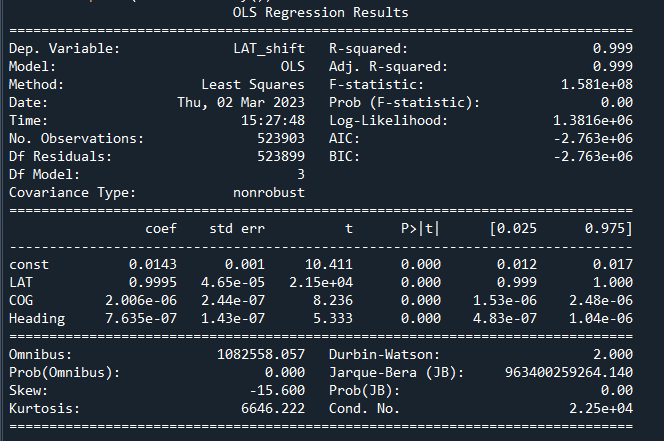 OLS Regression Results
==============================================================================
Dep. Variable:              LAT_shift   R-squared:                       0.999
Model:                            OLS   Adj. R-squared:                  0.999
Method:                 Least Squares   F-statistic:                 1.581e+08
Date:                Thu, 02 Mar 2023   Prob (F-statistic):               0.00
Time:                        15:27:48   Log-Likelihood:             1.3816e+06
No. Observations:              523903   AIC:                        -2.763e+06
Df Residuals:                  523899   BIC:                        -2.763e+06
Df Model:                           3
Covariance Type:            nonrobust
==============================================================================
                 coef    std err          t      P>|t|      [0.025      0.975]
------------------------------------------------------------------------------
const          0.0143      0.001     10.411      0.000       0.012       0.017
LAT            0.9995   4.65e-05   2.15e+04      0.000       0.999       1.000
COG         2.006e-06   2.44e-07      8.236      0.000    1.53e-06    2.48e-06
Heading     7.635e-07   1.43e-07      5.333      0.000    4.83e-07    1.04e-06
==============================================================================
Omnibus:                  1082558.057   Durbin-Watson:                   2.000
Prob(Omnibus):                  0.000   Jarque-Bera (JB):     963400259264.140
Skew:                         -15.600   Prob(JB):                         0.00
Kurtosis:                    6646.222   Cond. No.                     2.25e+04
==============================================================================